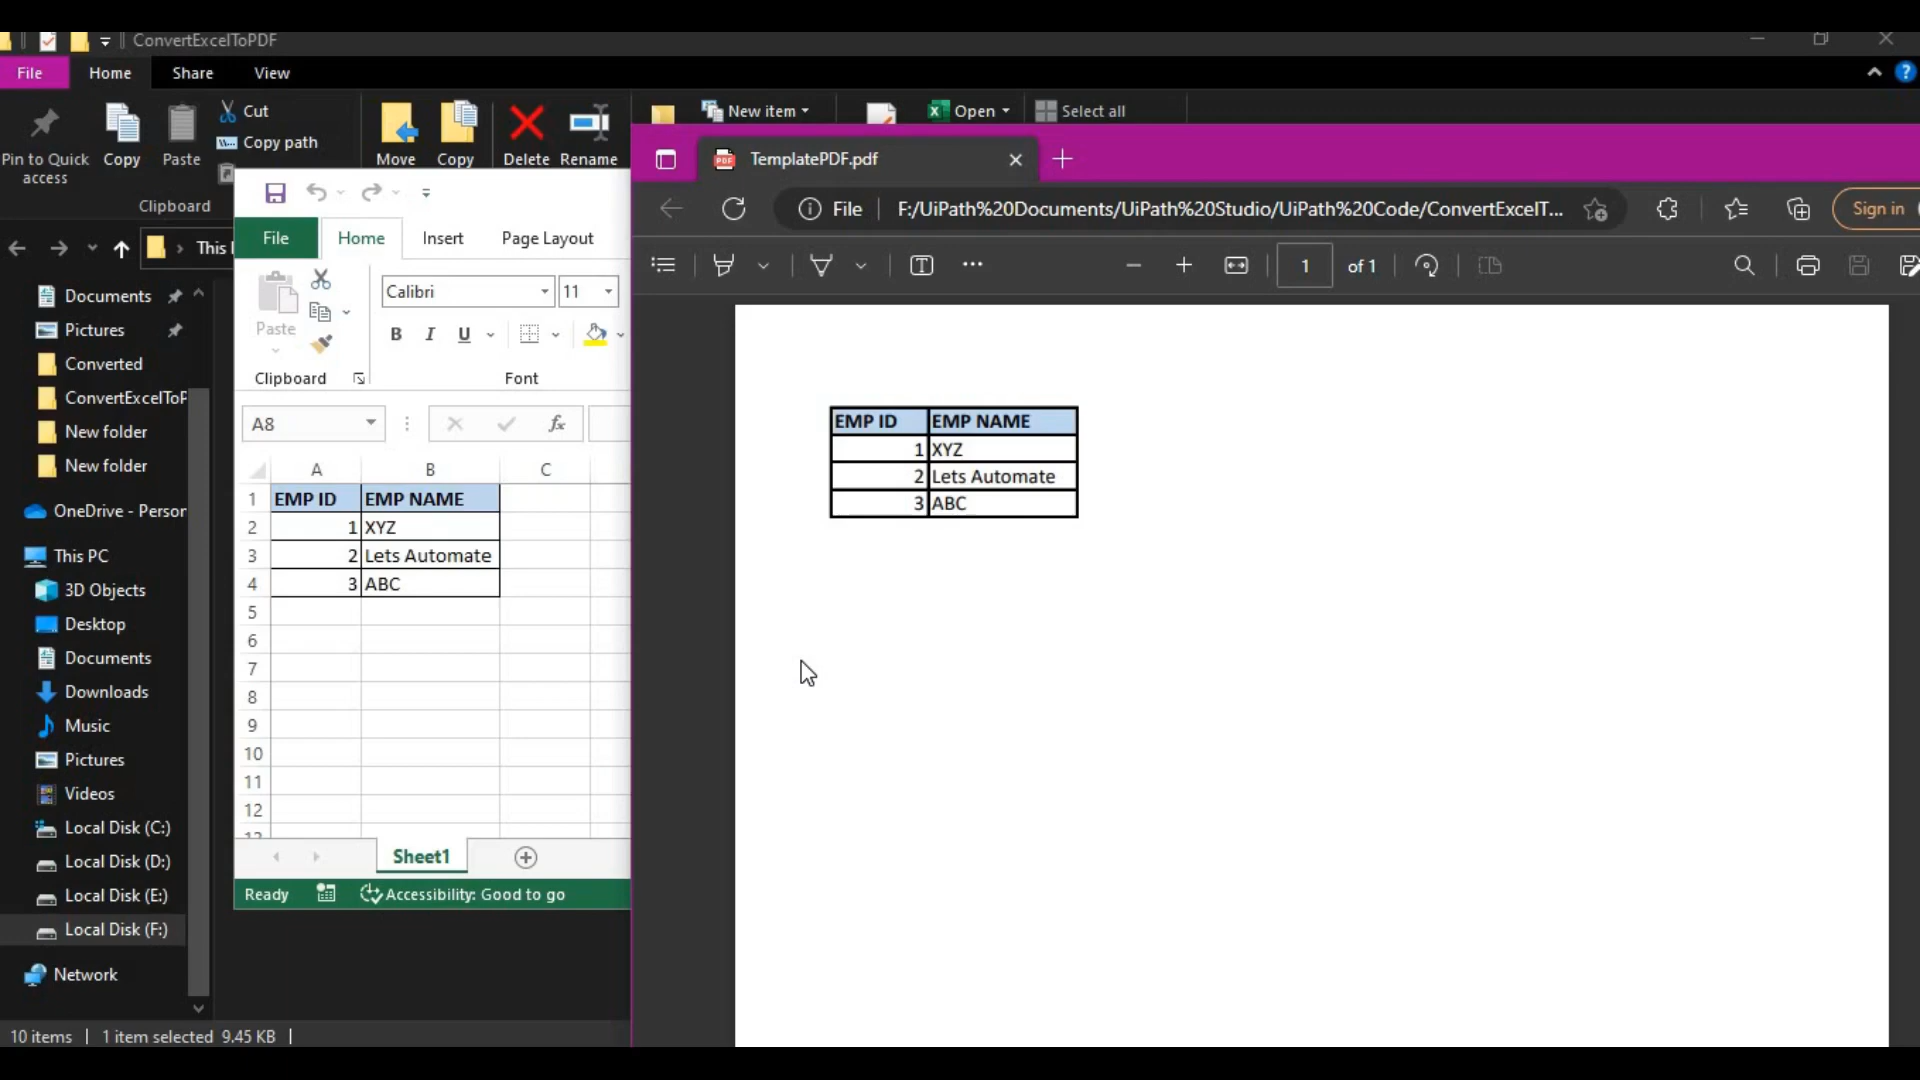 ConvertExcelToPDF
File Home Share View
Pin to Quick access
Copy
Paste
Cut
Copy path
Clipboard
Move
Copy
Delete
Rename
New item
Open
Select all
This
Documents
Pictures
Converted
ConvertExcelToP
New folder
New folder
OneDrive - Person
This PC
3D Objects
Desktop
Documents
Downloads
Music
Pictures
Videos
Local Disk (C:)
Local Disk (D:)
Local Disk (E:)
Local Disk (F:)
Network
10 items 1 item selected 9.45 KB
File Home Insert Page Layout
Paste
Calibri 11
B I U
Clipboard Font
A8 fx
A B C
1 EMP ID EMP NAME
2 1 XYZ
3 2 Lets Automate
4 3 ABC
5
6
7
8
9
10
11
12
13
Sheet1
Ready Accessibility: Good to go
PDF TemplatePDF.pdf
File F:/UiPath%20Documents/UiPath%20Studio/UiPath%20Code/ConvertExcelT... Sign in
1 of 1
EMP ID EMP NAME
1 XYZ
2 Lets Automate
3 ABC